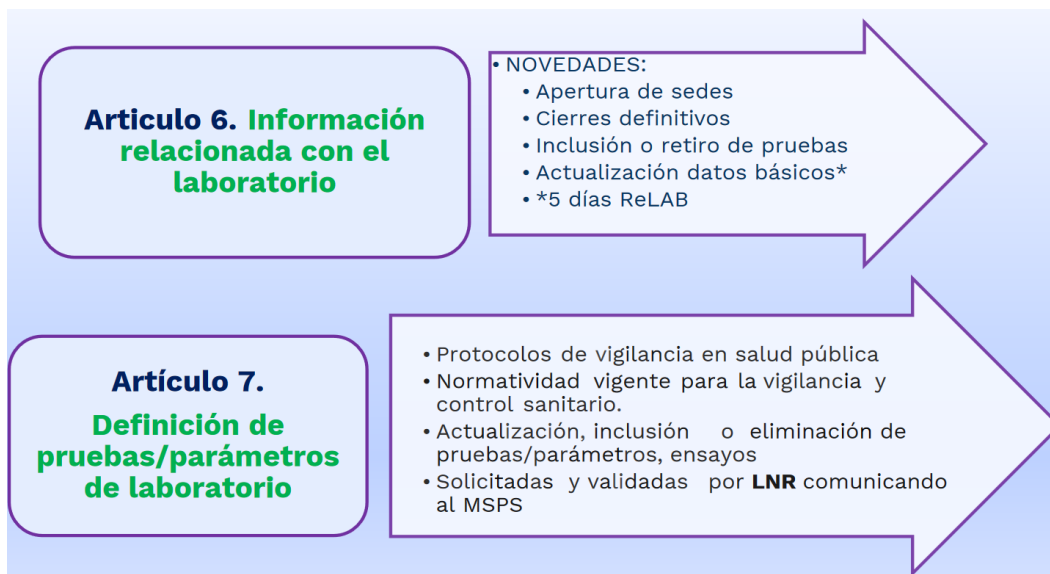 Articulo 6. Información
relacionada con el
laboratorio
• NOVEDADES:
• Apertura de sedes
• Cierres definitivos
• Inclusión o retiro de pruebas
• Actualización datos básicos*
• *5 días ReLAB
Artículo 7.
Definición de
pruebas/parámetros
de laboratorio
• Protocolos de vigilancia en salud pública
• Normatividad vigente para la vigilancia y
control sanitario.
• Actualización, inclusión o eliminación de
pruebas/parámetros, ensayos
• Solicitadas y validadas por LNR comunicando
al MSPS